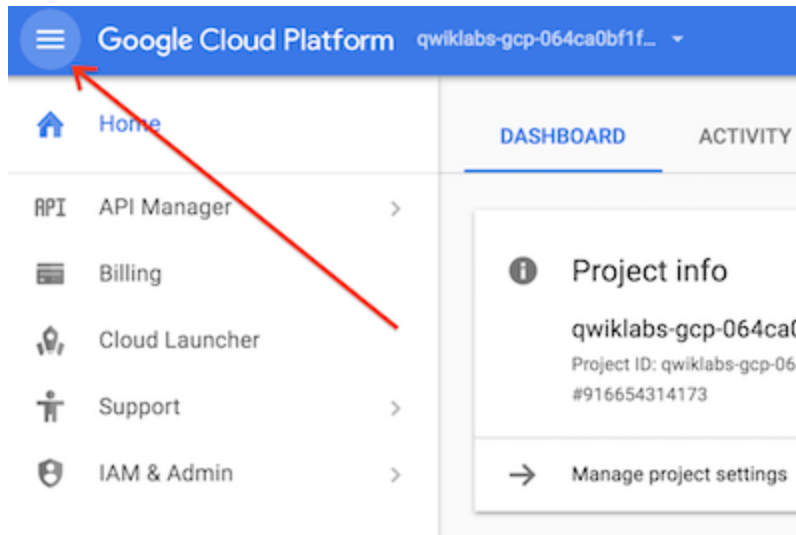 Google Cloud Platform qwiklabs-gcp-064ca0bf1f...
Home
API API Manager
Billing
Cloud Launcher
Support
IAM & Admin
DASHBOARD ACTIVITY
Project info
qwiklabs-gcp-064ca0
Project ID: qwiklabs-gcp-06
#916654314173
Manage project settings